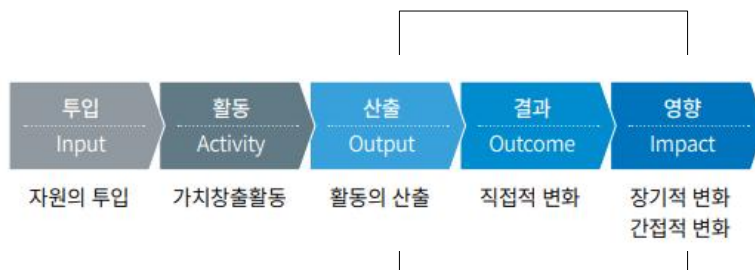 투입
Input
자원의 투입
활동
Activity
가치창출활동
산출
Output
활동의 산출
결과
Outcome
직접적 변화
영향
Impact
장기적 변화
간접적 변화